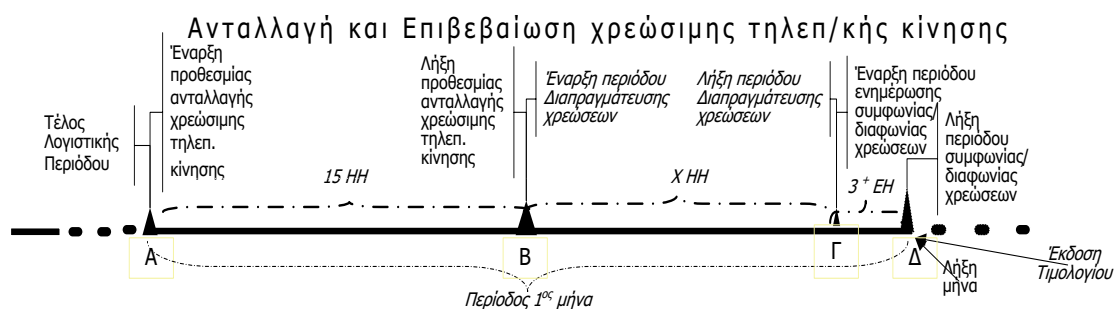 Ανταλλαγή και Επιβεβαίωση χρεώσιμης τηλεπ/κής κίνησης
Τέλος
Λογιστικής
Περιόδου
Έναρξη
προθεσμίας
ανταλλαγής
χρεώσιμης
τηλεπ.
κίνησης
Λήξη
προθεσμίας
ανταλλαγής
χρεώσιμης
τηλεπ.
κίνησης
Έναρξη περιόδου
Διαπραγμάτευσης
χρεώσεων
Λήξη περιόδου
Διαπραγμάτευσης
χρεώσεων
Έναρξη περιόδου
ενημέρωσης
συμφωνίας/
διαφωνίας
χρεώσεων
Λήξη
περιόδου
συμφωνίας/
διαφωνίας
χρεώσεων
15 ΗΗ
Χ ΗΗ
3 + ΕΗ
Α
Β
Γ
Δ
Λήξη
μήνα
Έκδοση
Τιμολογίου
Περίοδος 1ος μήνα